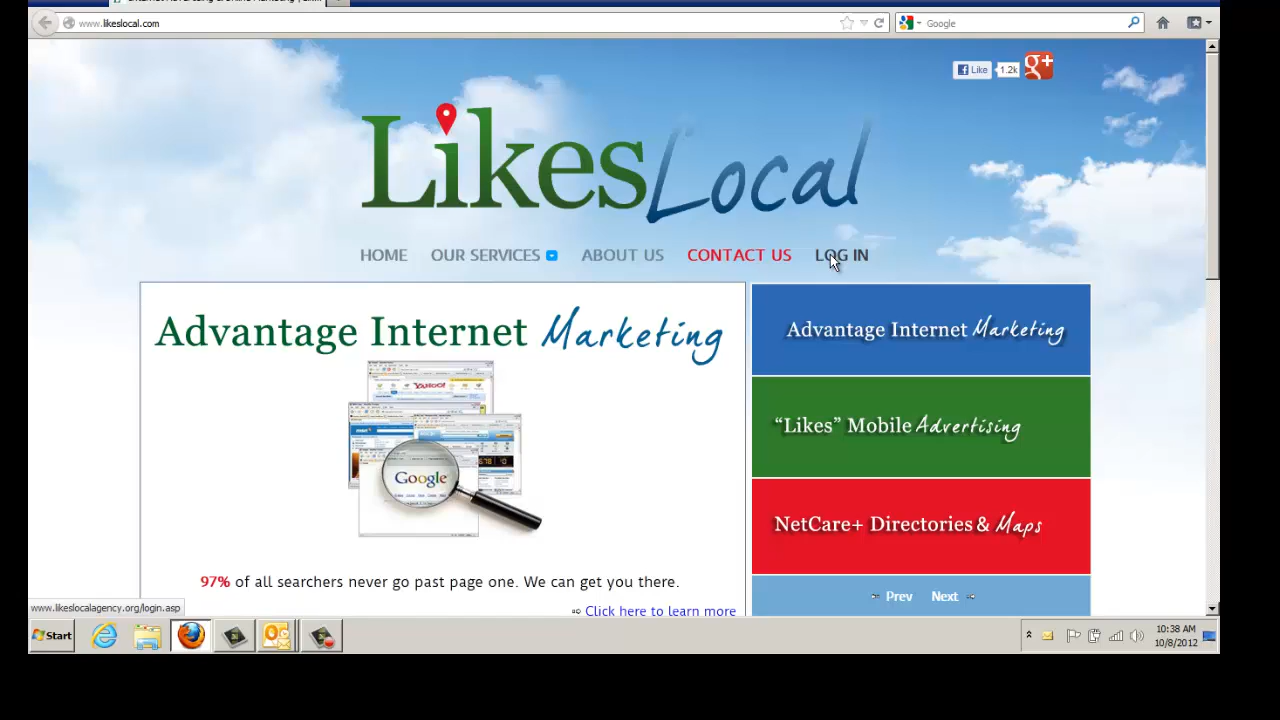 www.likeslocal.com
Google
Like 1.2k
g+1
LikesLocal
HOME OUR SERVICES ABOUT US CONTACT US LOG IN
Advantage Internet Marketing
YAHOO!
Google
97% of all searchers never go past page one. We can get you there.
Click here to learn more
Advantage Internet Marketing
“Likes” Mobile Advertising
NetCare+ Directories & Maps
Prev Next
www.likeslocalagency.org/login.asp
Start
10:38 AM
10/8/2012